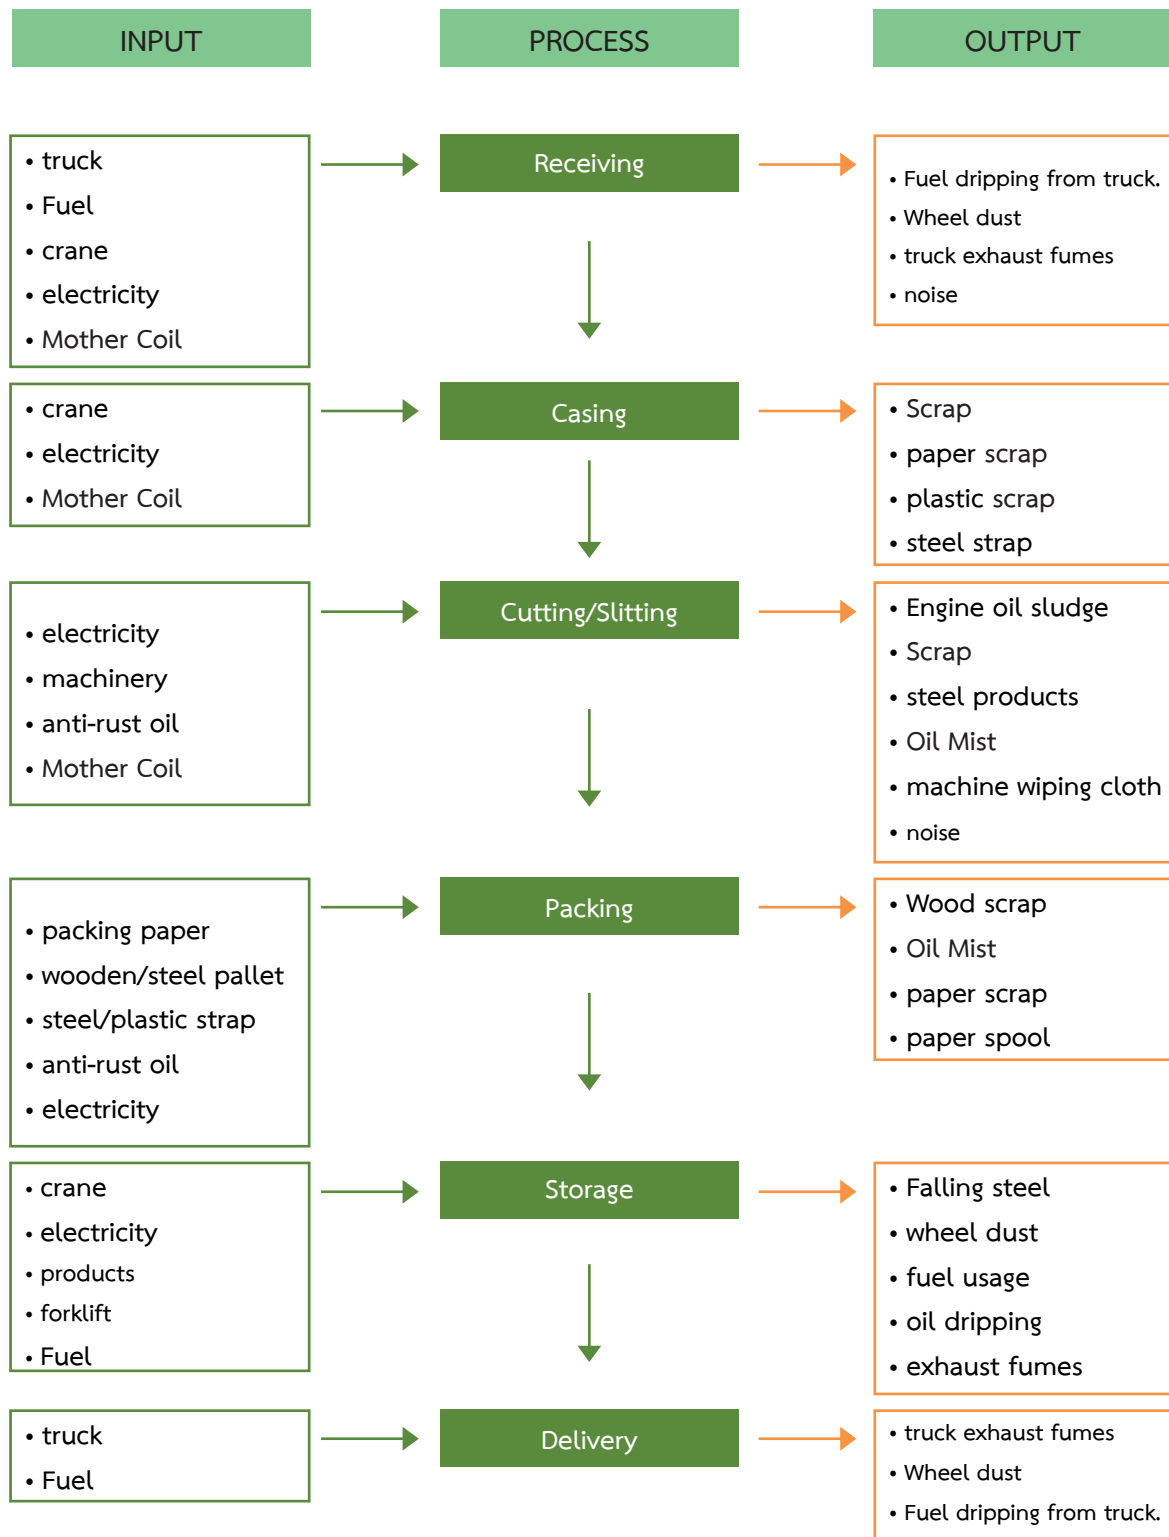 INPUT
PROCESS
OUTPUT
• truck
• Fuel
• crane
• electricity
• Mother Coil
Receiving
• Fuel dripping from truck.
• Wheel dust
• truck exhaust fumes
• noise
• crane
• electricity
• Mother Coil
Casing
• Scrap
• paper scrap
• plastic scrap
• steel strap
• electricity
• machinery
• anti-rust oil
• Mother Coil
Cutting/Slitting
• Engine oil sludge
• Scrap
• steel products
• Oil Mist
• machine wiping cloth
• noise
• packing paper
• wooden/steel pallet
• steel/plastic strap
• anti-rust oil
• electricity
Packing
• Wood scrap
• Oil Mist
• paper scrap
• paper spool
• crane
• electricity
• products
• forklift
• Fuel
Storage
• Falling steel
• wheel dust
• fuel usage
• oil dripping
• exhaust fumes
• truck
• Fuel
Delivery
• truck exhaust fumes
• Wheel dust
• Fuel dripping from truck.